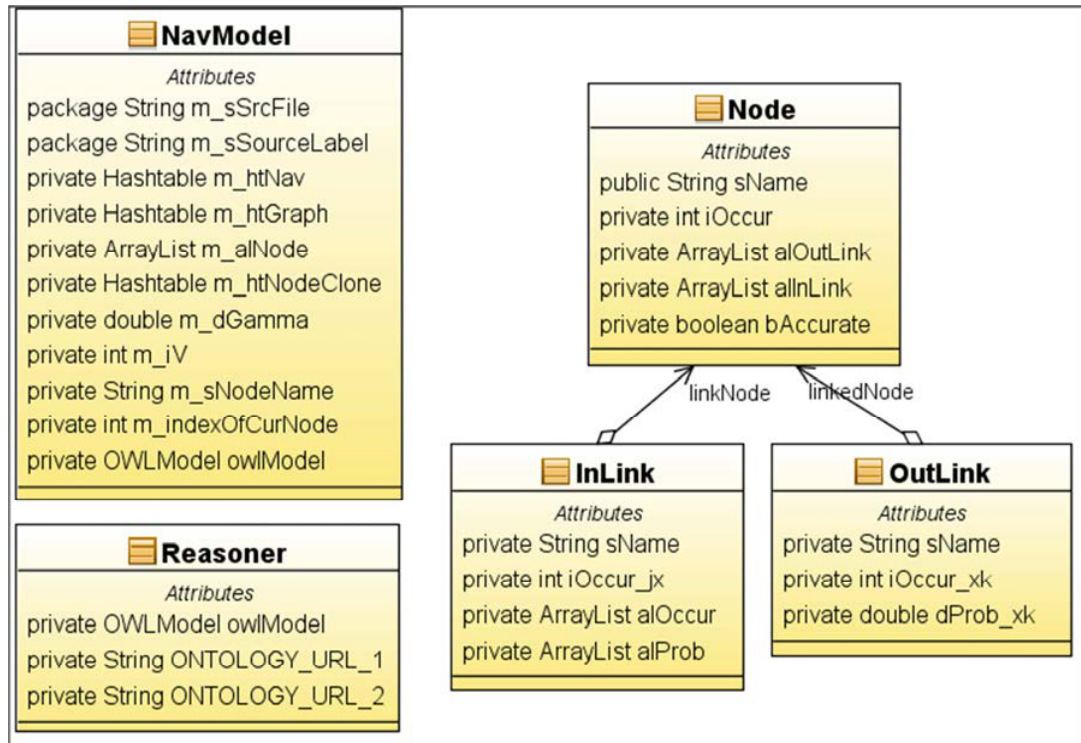 NavModel
Attributes
package String m_sSrcFile
package String m_sSourceLabel
private Hashtable m_htNav
private Hashtable m_htGraph
private ArrayList m_alNode
private Hashtable m_htNodeClone
private double m_dGamma
private int m_iV
private String m_sNodeName
private int m_indexOfCurNode
private OWLModel owlModel
Reasoner
Attributes
private OWLModel owlModel
private String ONTOLOGY_URL_1
private String ONTOLOGY_URL_2
Node
Attributes
public String sName
private int iOccur
private ArrayList alOutLink
private ArrayList alInLink
private boolean bAccurate
linkNode
linkedNode
InLink
Attributes
private String sName
private int iOccur_jx
private ArrayList alOccur
private ArrayList alProb
OutLink
Attributes
private String sName
private int iOccur_xk
private double dProb_xk